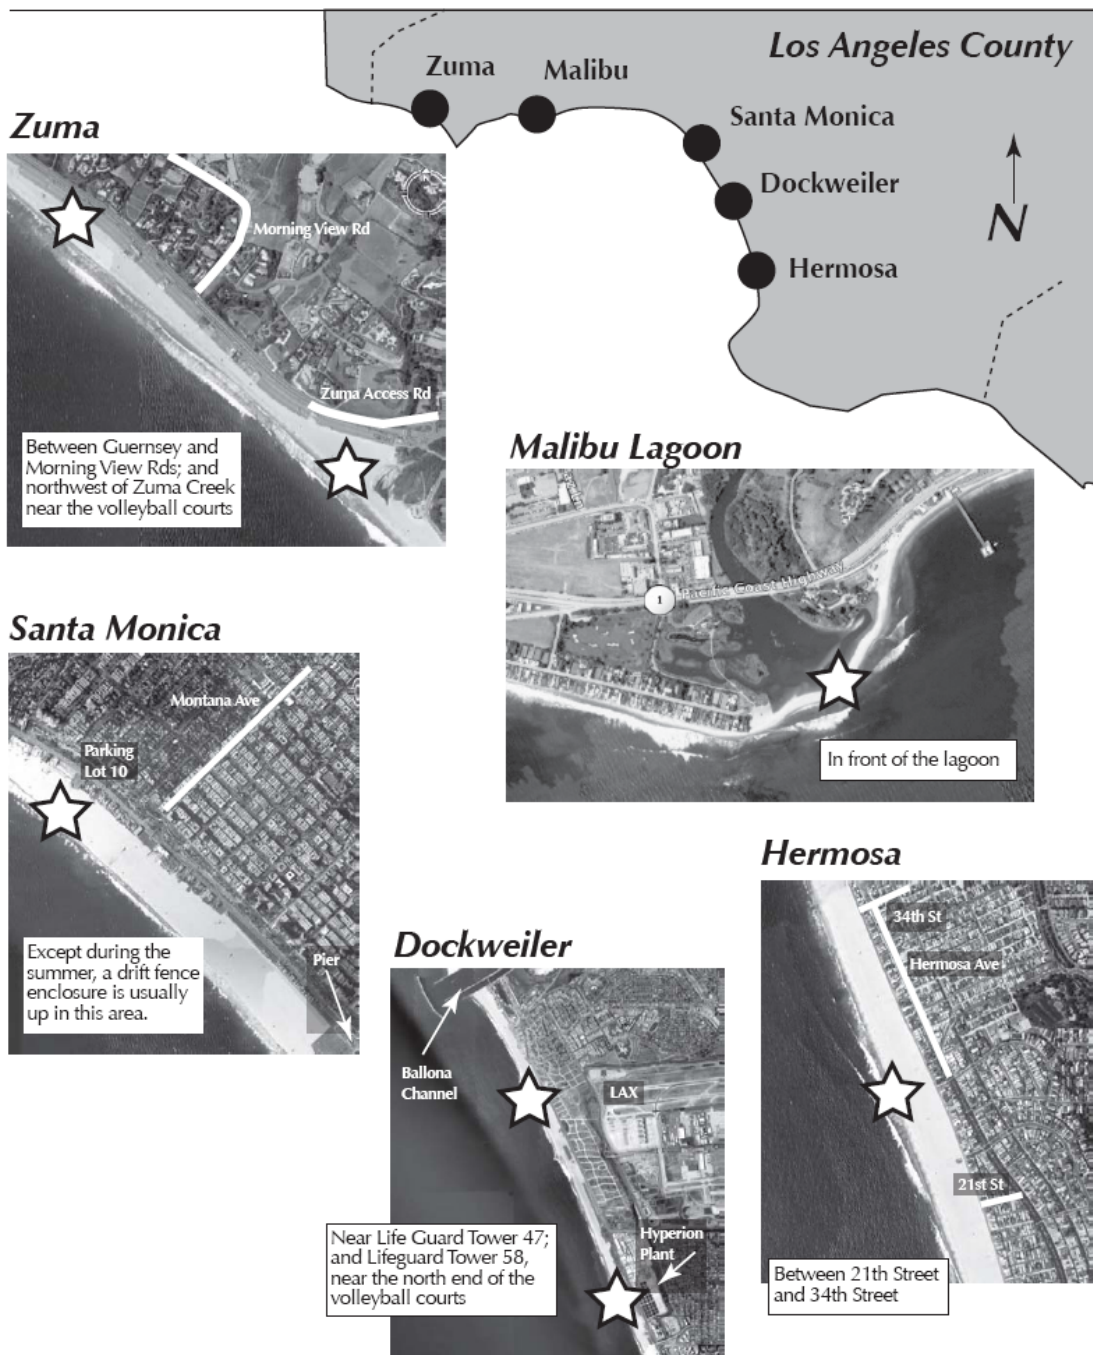 Los Angeles County
Zuma
Malibu
Santa Monica
Dockweiler
Hermosa
N
Zuma
Morning View Rd
Zuma Access Rd
Between Guernsey and
Morning View Rds; and
northwest of Zuma Creek
near the volleyball courts
Malibu Lagoon
1
Pacific Coast Highway
In front of the lagoon
Santa Monica
Montana Ave
Parking
Lot 10
Except during the
summer, a drift fence
enclosure is usually
up in this area.
Pier
Dockweiler
Ballona
Channel
LAX
Near Life Guard Tower 47;
and Lifeguard Tower 58,
near the north end of the
volleyball courts
Hyperion
Plant
Hermosa
34th St
Hermosa Ave
21st St
Between 21th Street
and 34th Street